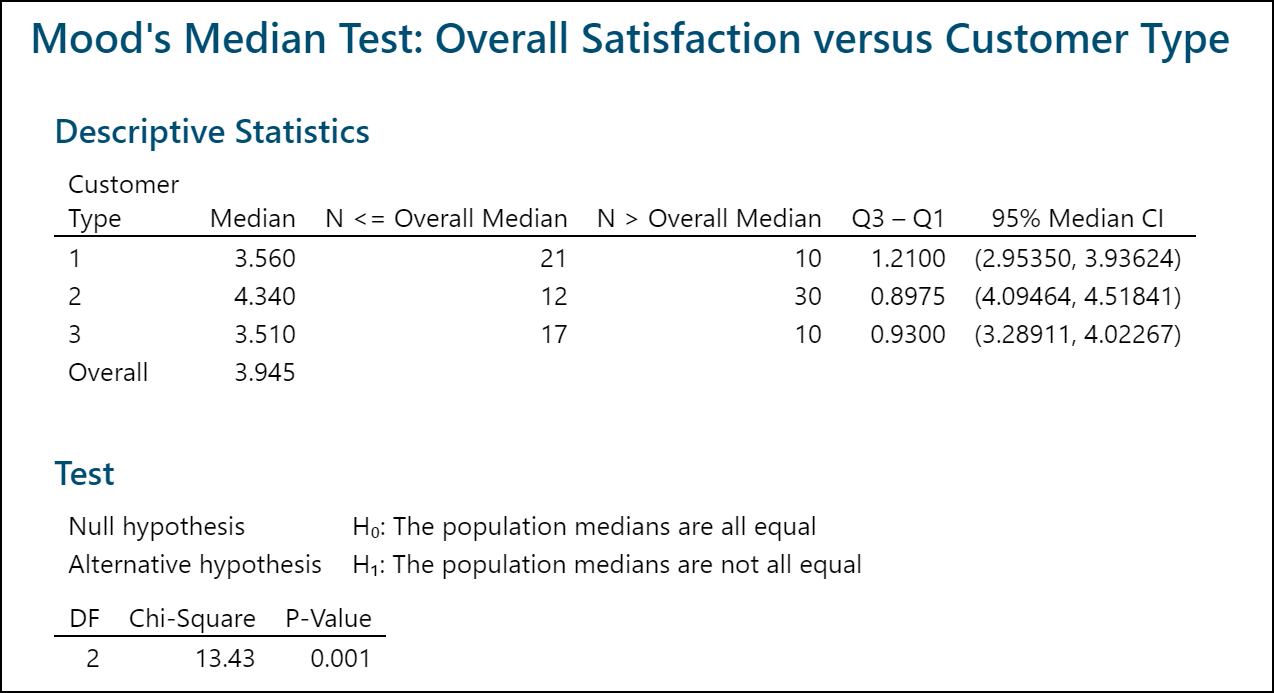 Mood's Median Test: Overall Satisfaction versus Customer Type
Descriptive Statistics
Customer
Type Median N <= Overall Median N > Overall Median Q3 – Q1 95% Median CI
1 3.560 21 10 1.2100 (2.95350, 3.93624)
2 4.340 12 30 0.8975 (4.09464, 4.51841)
3 3.510 17 10 0.9300 (3.28911, 4.02267)
Overall 3.945
Test
Null hypothesis H₀: The population medians are all equal
Alternative hypothesis H₁: The population medians are not all equal
DF Chi-Square P-Value
2 13.43 0.001